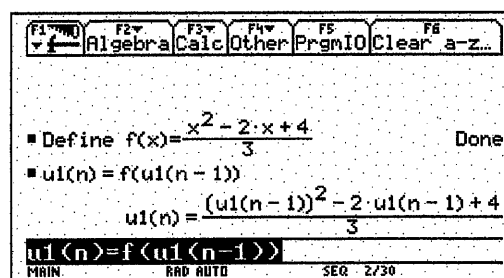 F1 F2 F3 F4 F5 F6
Algebra Calc Other PrgmIO Clear a-z…
▪Define f(x)=(x² - 2·x + 4)/3 Done
▪u1(n) = f(u1(n - 1))
u1(n) = ((u1(n - 1))² - 2·u1(n - 1) + 4)/3
u1(n)=f(u1(n-1))
MAIN RAD AUTO SEQ 2/30